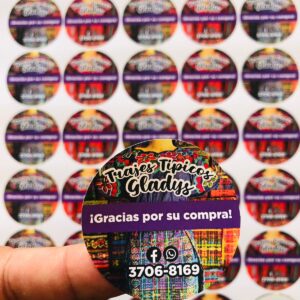 Trajes Típicos
Gladys
¡Gracias por su compra!
3706-8169